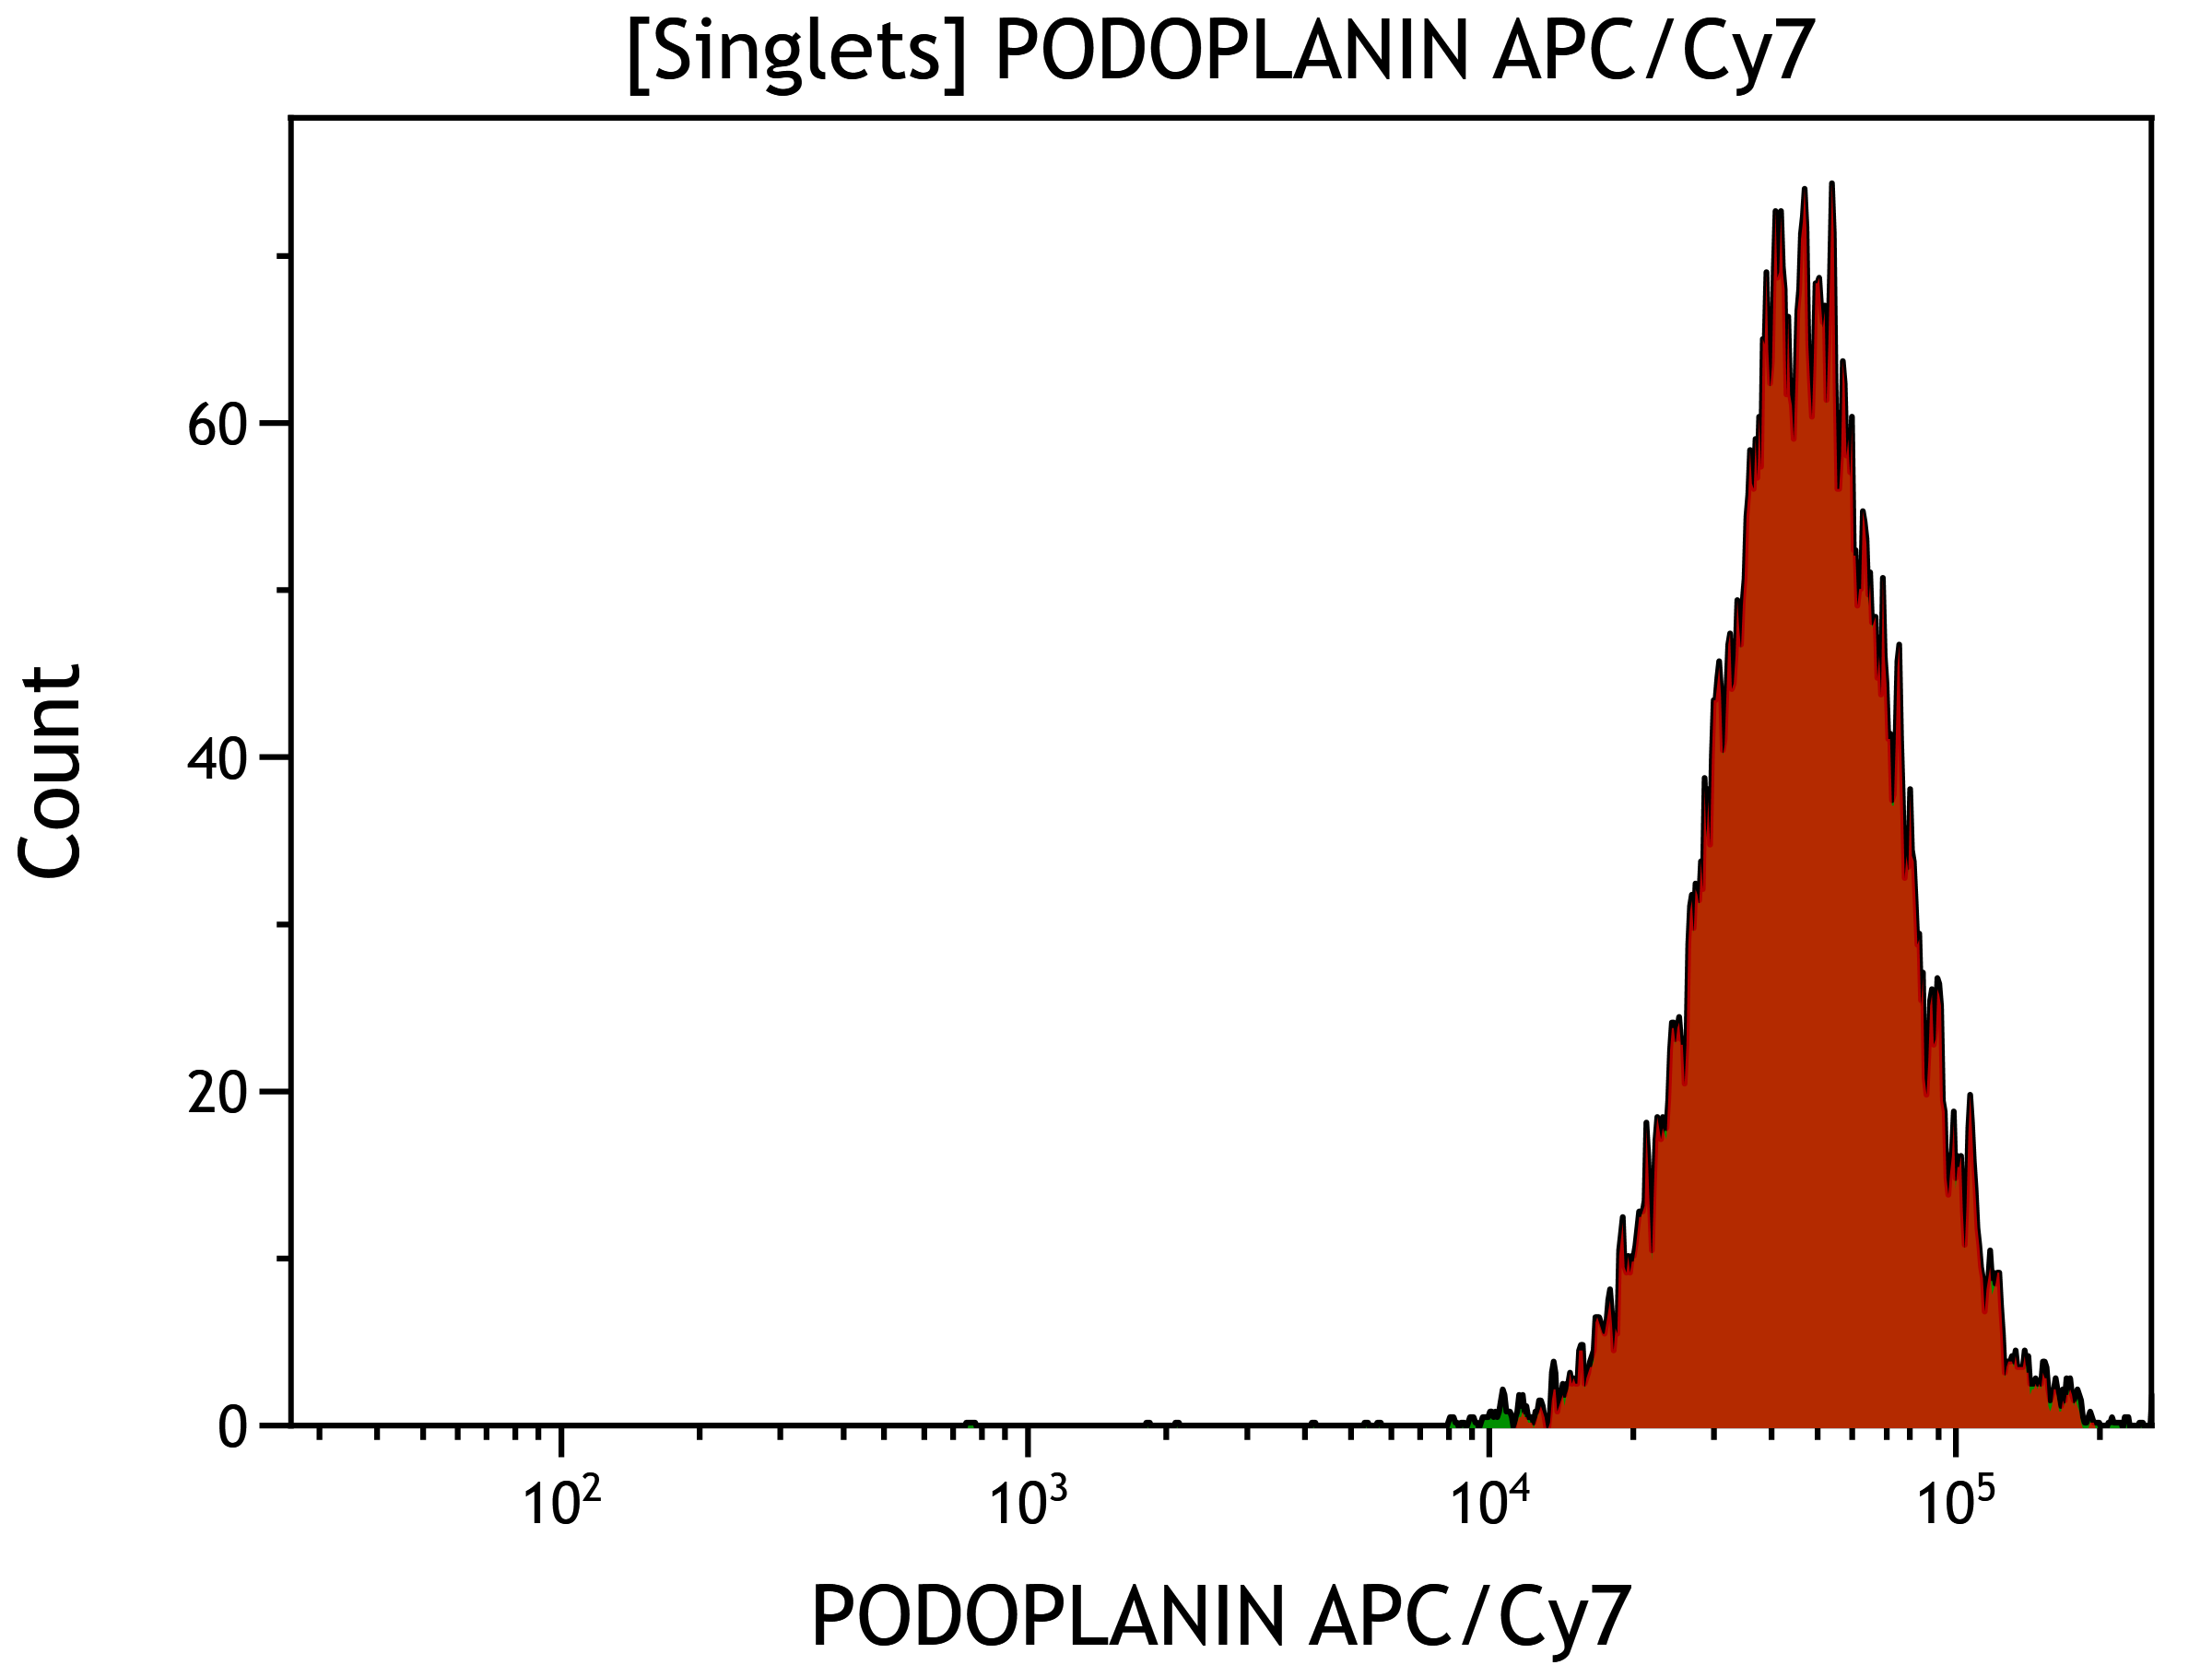 [Singlets] PODOPLANIN APC/Cy7
Count
60
40
20
0
10² 10³ 10⁴ 10⁵
PODOPLANIN APC/Cy7